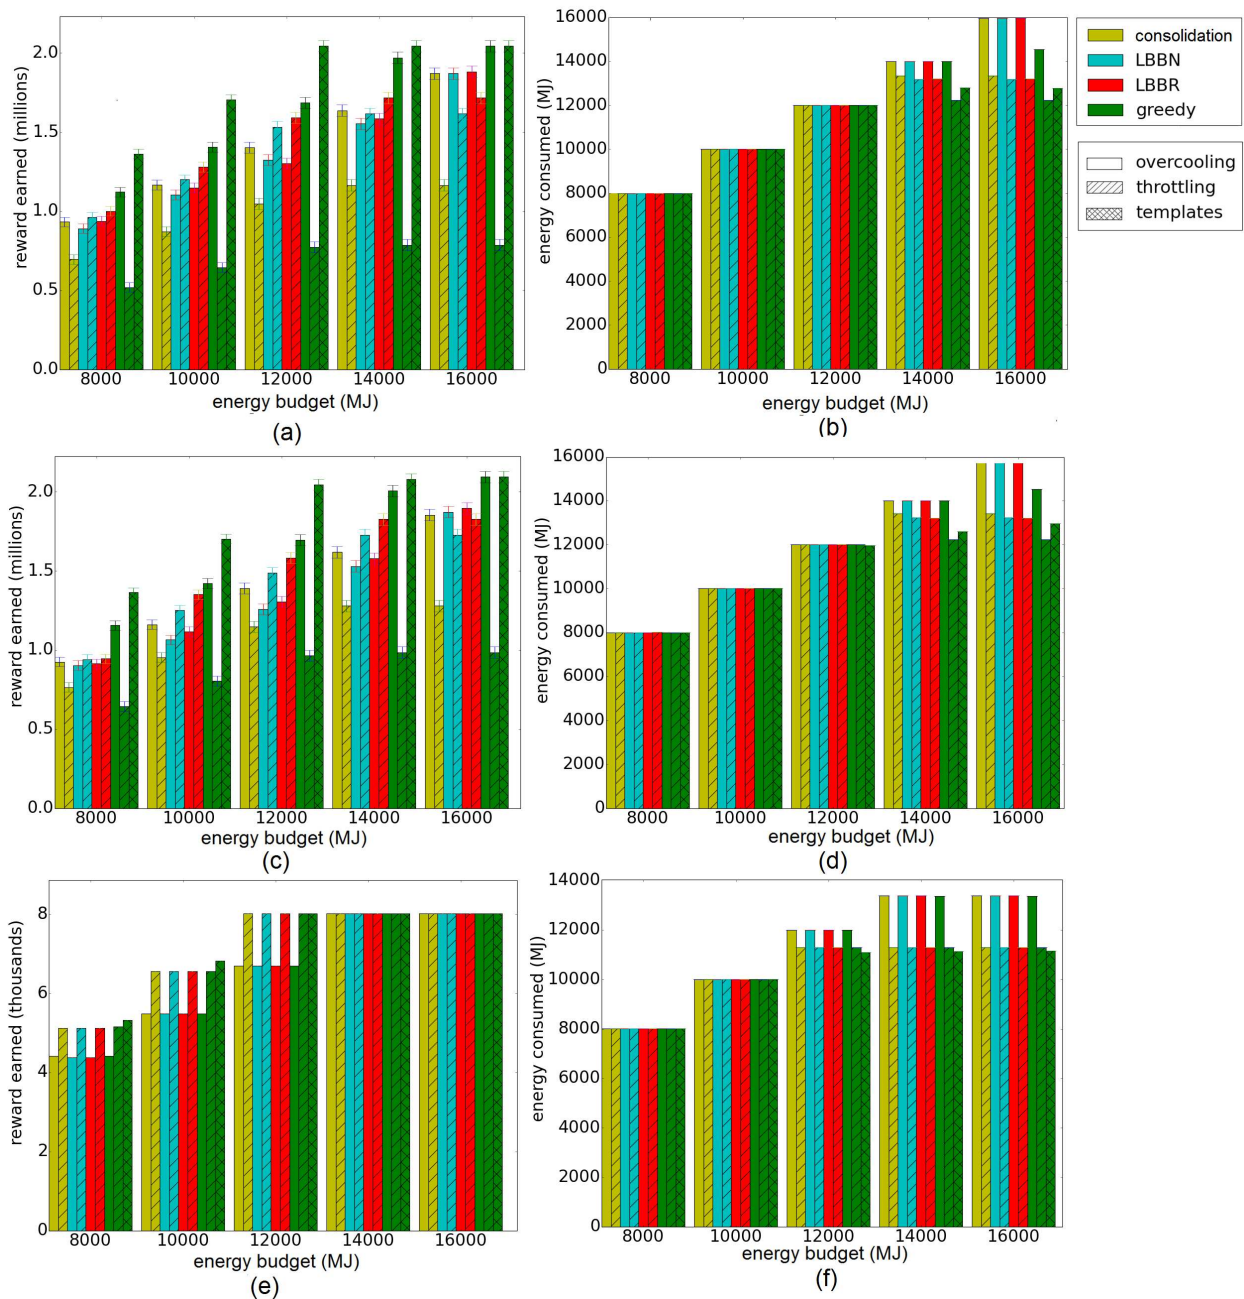 reward earned (millions)
2.0
1.5
1.0
0.5
0.0
8000 10000 12000 14000 16000
energy budget (MJ)
(a)
energy consumed (MJ)
16000
14000
12000
10000
8000
6000
4000
2000
0
8000 10000 12000 14000 16000
energy budget (MJ)
(b)
consolidation
LBBN
LBBR
greedy
overcooling
throttling
templates
reward earned (millions)
2.0
1.5
1.0
0.5
0.0
8000 10000 12000 14000 16000
energy budget (MJ)
(c)
energy consumed (MJ)
16000
14000
12000
10000
8000
6000
4000
2000
0
8000 10000 12000 14000 16000
energy budget (MJ)
(d)
reward earned (thousands)
8
6
4
2
0
8000 10000 12000 14000 16000
energy budget (MJ)
(e)
energy consumed (MJ)
14000
12000
10000
8000
6000
4000
2000
0
8000 10000 12000 14000 16000
energy budget (MJ)
(f)